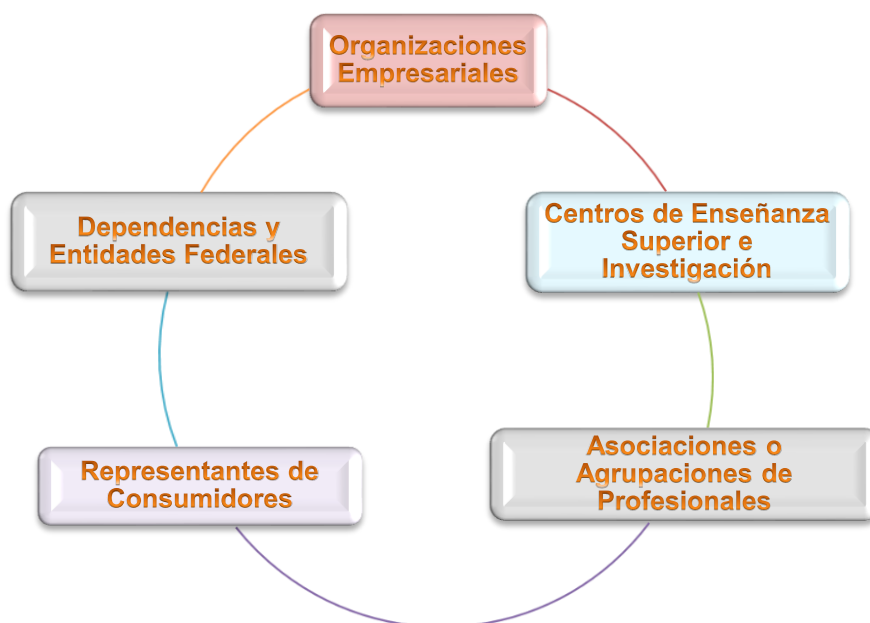 Organizaciones
Empresariales
Dependencias y
Entidades Federales
Centros de Enseñanza
Superior e
Investigación
Representantes de
Consumidores
Asociaciones o
Agrupaciones de
Profesionales